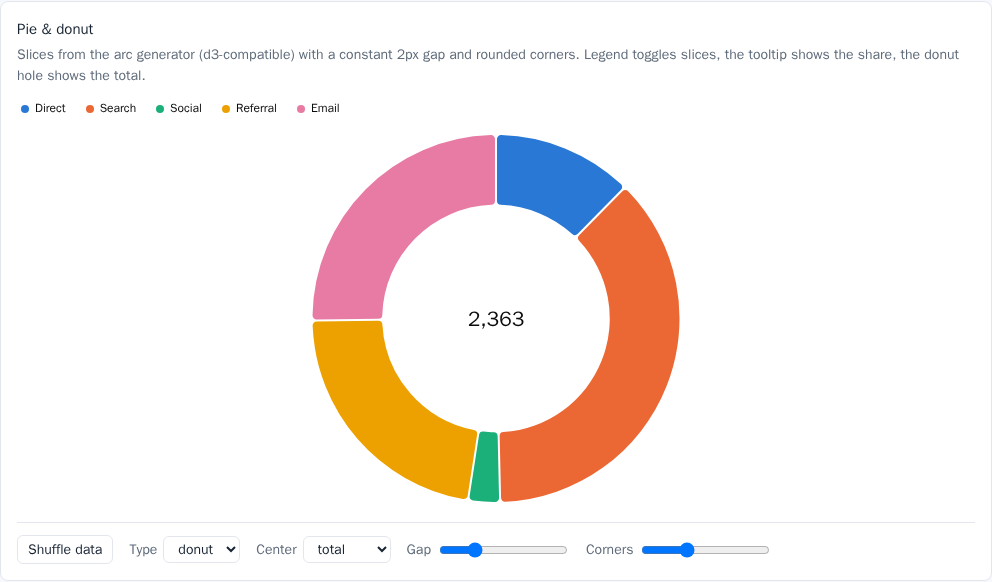 Pie & donut
Slices from the arc generator (d3-compatible) with a constant 2px gap and rounded corners. Legend toggles slices, the tooltip shows the share, the donut
hole shows the total.
Direct Search Social Referral Email
2,363
Shuffle data Type donut Center total Gap Corners